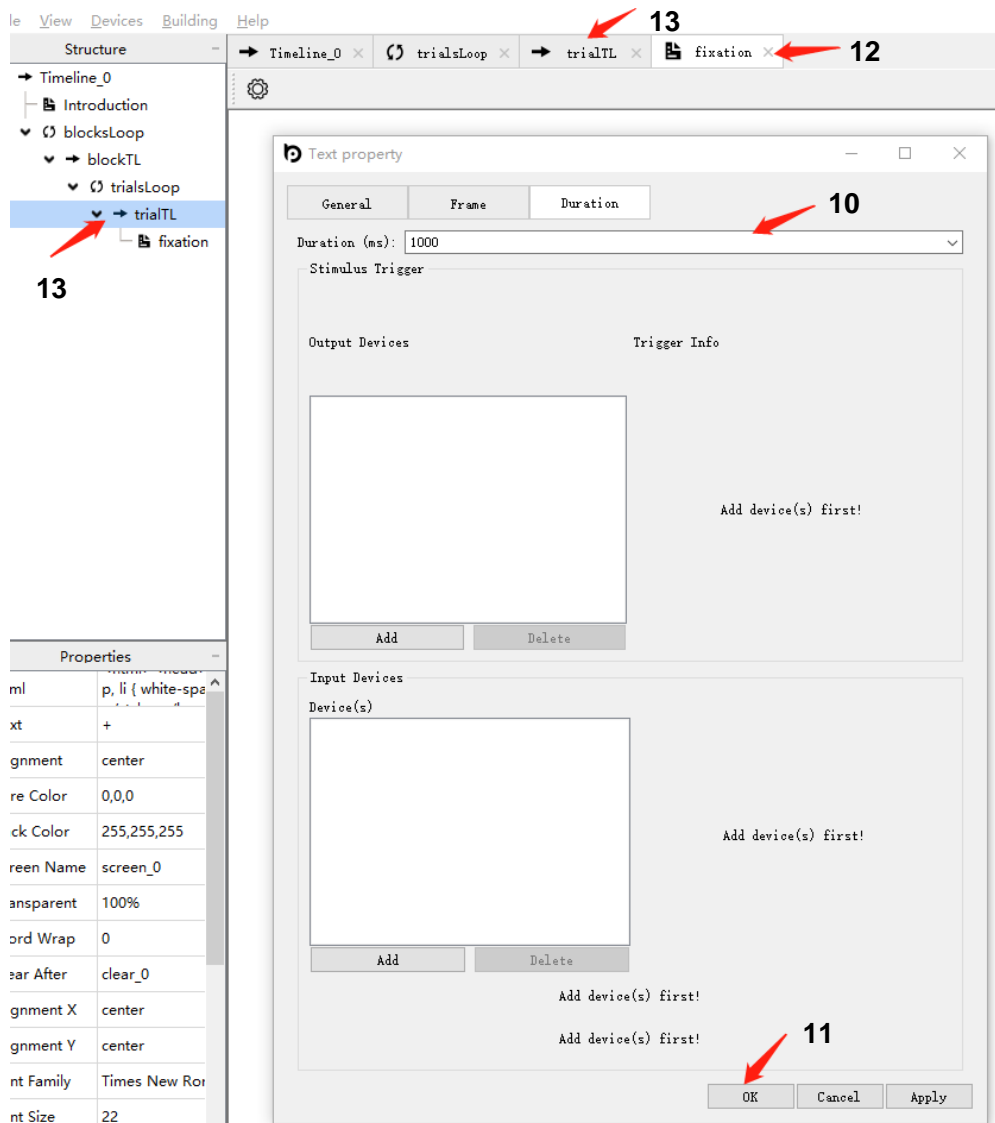 le View Devices Building Help
13
Structure
Timeline_0 trialsLoop trialTL fixation
12
Timeline_0
Introduction
blocksLoop
blockTL
trialsLoop
trialTL
fixation
13
Text property
General Frame Duration
10
Duration (ms): 1000
Stimulus Trigger
Output Devices Trigger Info
Add device(s) first!
Add Delete
Input Devices
Device(s)
Add device(s) first!
Add Delete
Add device(s) first!
Add device(s) first!
11
OK Cancel Apply
Properties
ml p, li { white-spa
xt +
gnment center
re Color 0,0,0
ck Color 255,255,255
reen Name screen_0
ansparent 100%
ord Wrap 0
ear After clear_0
gnment X center
gnment Y center
nt Family Times New Ror
nt Size 22